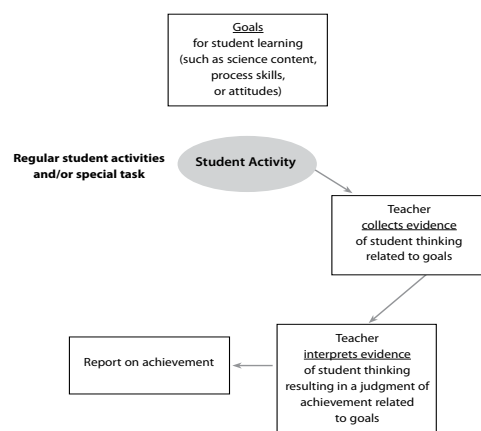 Goals
for student learning
(such as science content,
process skills,
or attitudes)
Regular student activities
and/or special task
Student Activity
Teacher
collects evidence
of student thinking
related to goals
Teacher
interprets evidence
of student thinking
resulting in a judgment of
achievement related
to goals
Report on achievement